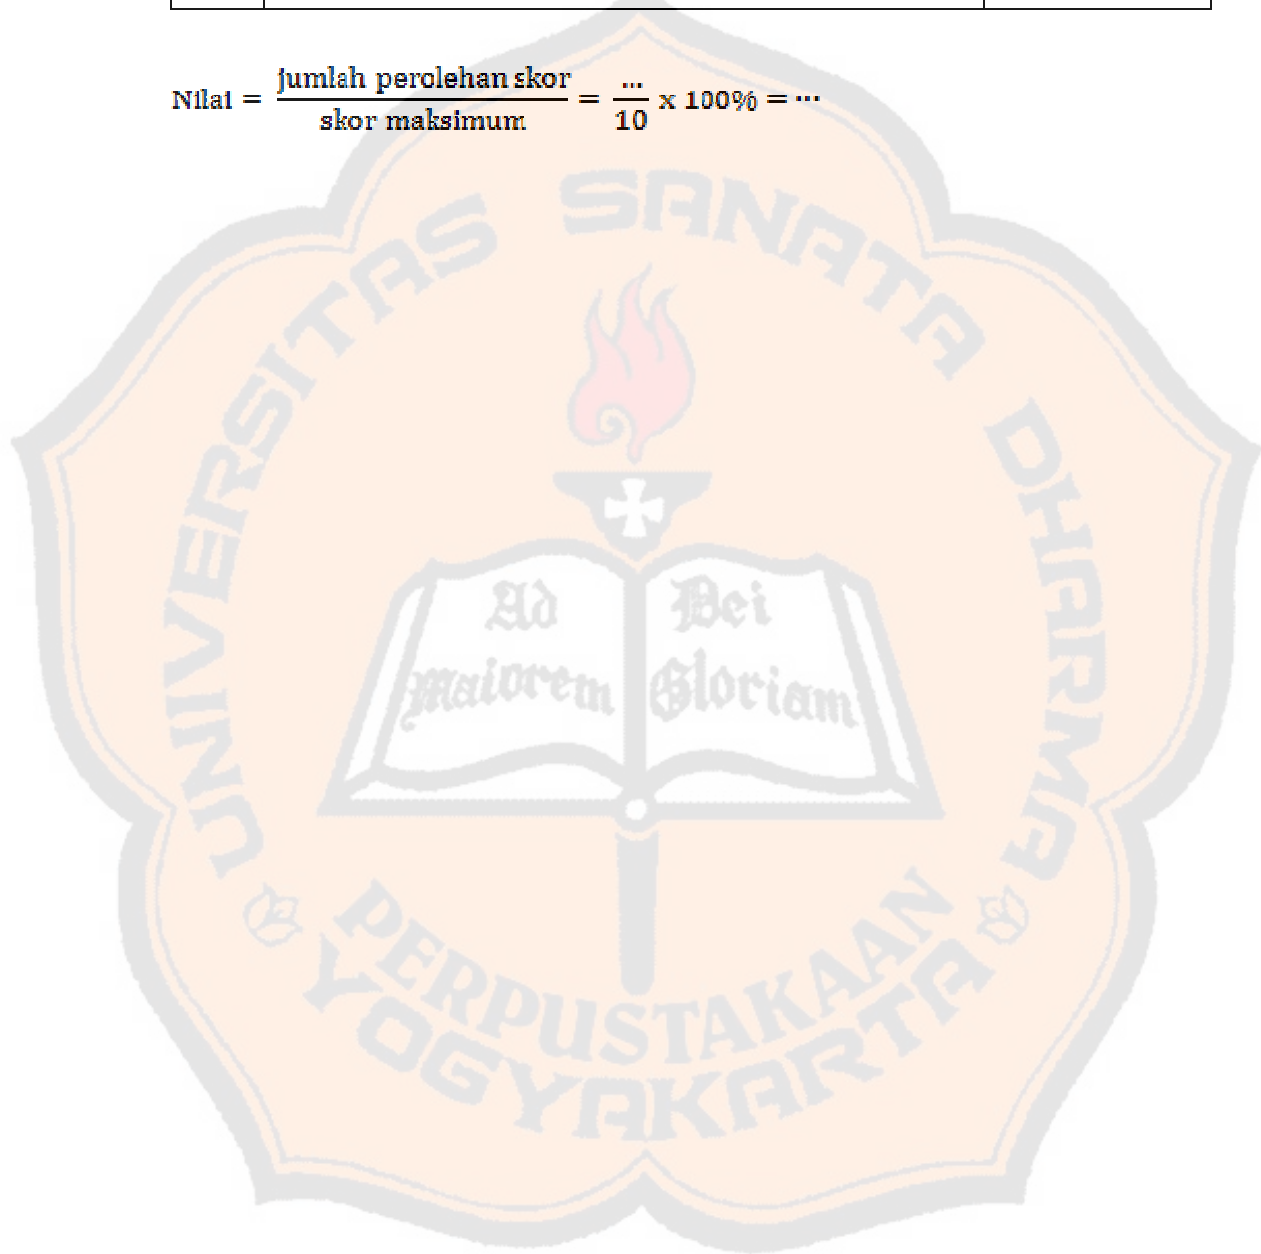 Nilai = jumlah perolehan skor / skor maksimum = ... / 10 x 100% = ...
UNIVERSITAS SANATA DHARMA
Ad Dei
Maiorem Gloriam
PERPUSTAKAAN
YOGYAKARTA